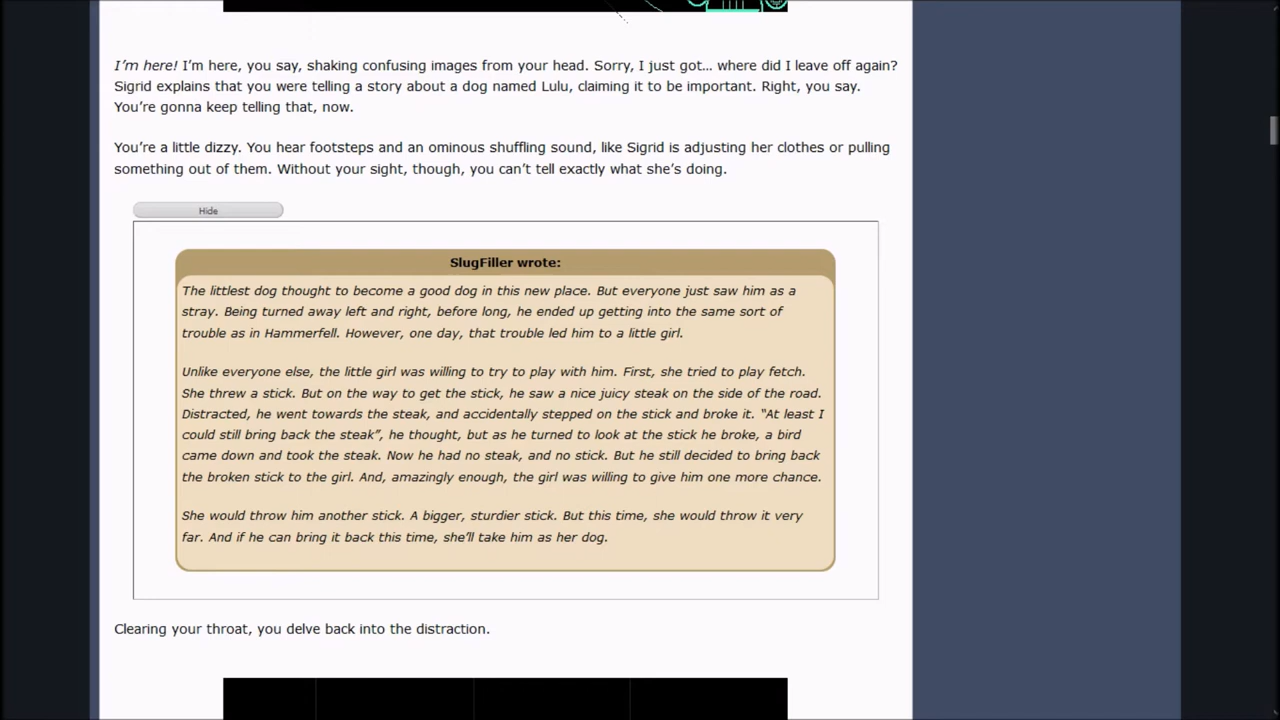 I’m here! I’m here, you say, shaking confusing images from your head. Sorry, I just got… where did I leave off again?
Sigrid explains that you were telling a story about a dog named Lulu, claiming it to be important. Right, you say.
You’re gonna keep telling that, now.
You’re a little dizzy. You hear footsteps and an ominous shuffling sound, like Sigrid is adjusting her clothes or pulling
something out of them. Without your sight, though, you can’t tell exactly what she’s doing.
Hide
SlugFiller wrote:
The littlest dog thought to become a good dog in this new place. But everyone just saw him as a
stray. Being turned away left and right, before long, he ended up getting into the same sort of
trouble as in Hammerfell. However, one day, that trouble led him to a little girl.
Unlike everyone else, the little girl was willing to try to play with him. First, she tried to play fetch.
She threw a stick. But on the way to get the stick, he saw a nice juicy steak on the side of the road.
Distracted, he went towards the steak, and accidentally stepped on the stick and broke it. “At least I
could still bring back the steak”, he thought, but as he turned to look at the stick he broke, a bird
came down and took the steak. Now he had no steak, and no stick. But he still decided to bring back
the broken stick to the girl. And, amazingly enough, the girl was willing to give him one more chance.
She would throw him another stick. A bigger, sturdier stick. But this time, she would throw it very
far. And if he can bring it back this time, she’ll take him as her dog.
Clearing your throat, you delve back into the distraction.